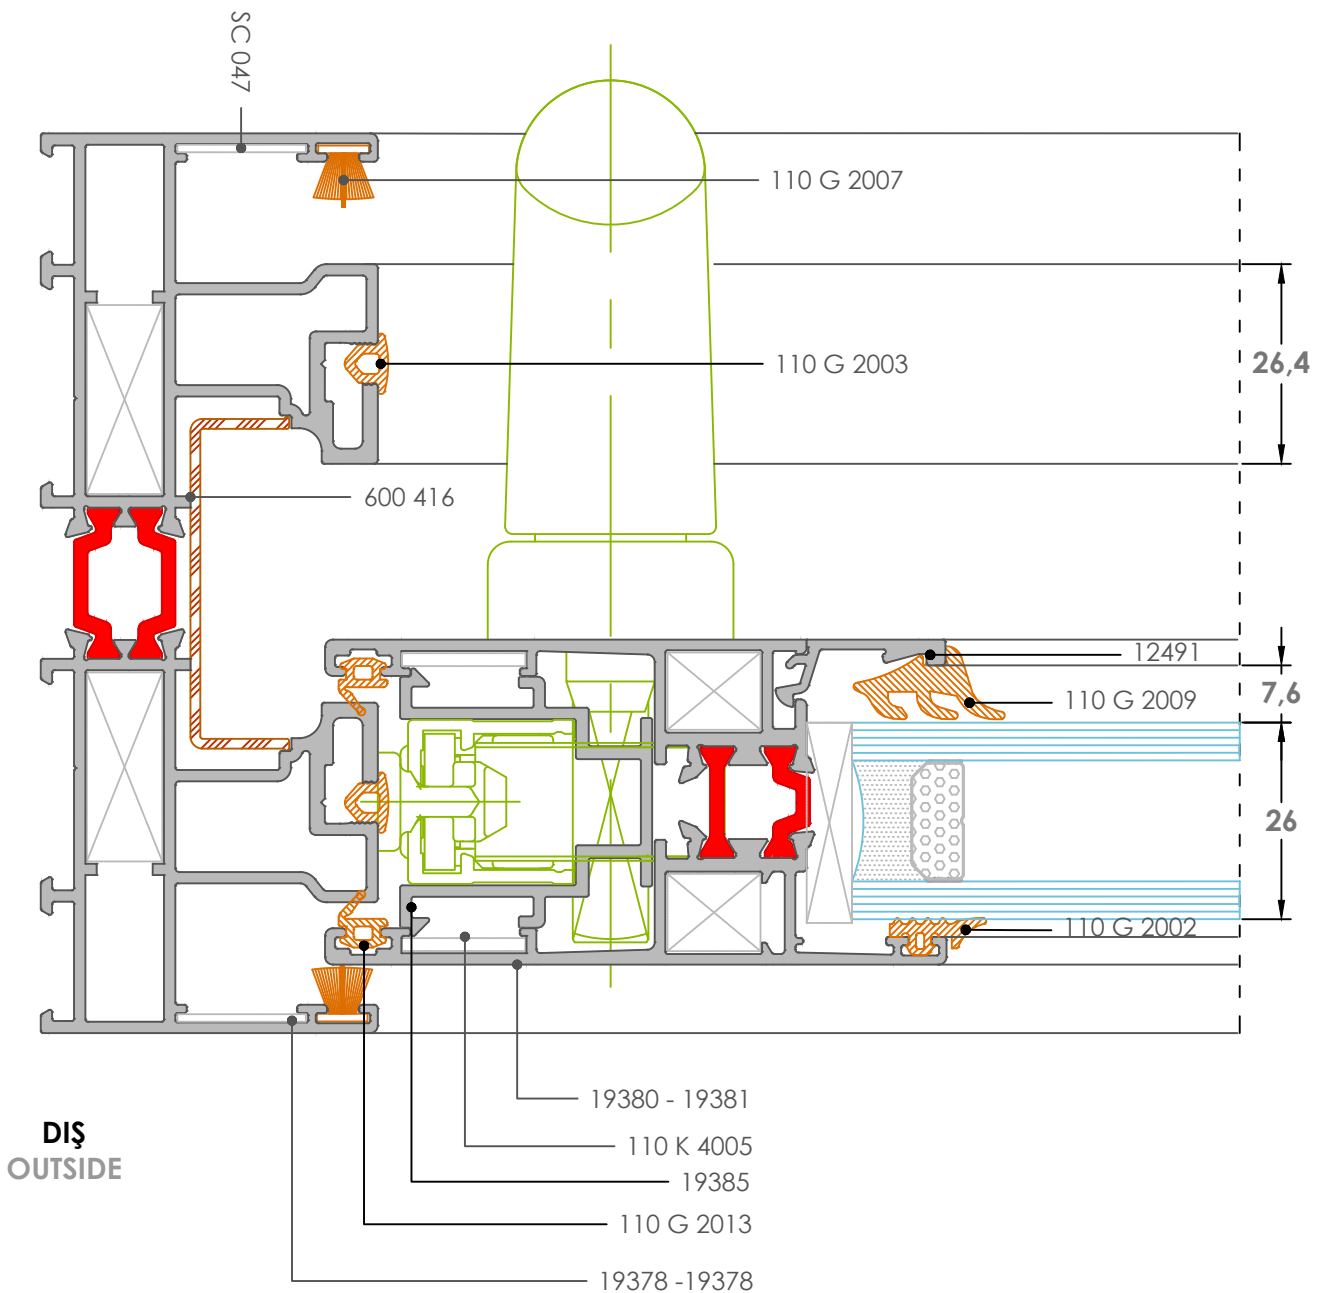 SC 047
110 G 2007
110 G 2003
26,4
600 416
12491
7,6
110 G 2009
26
110 G 2002
19380 - 19381
DIŞ
OUTSIDE
110 K 4005
19385
110 G 2013
19378 -19378